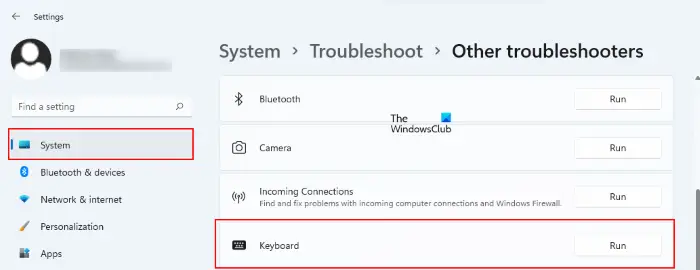 Settings
System > Troubleshoot > Other troubleshooters
Find a setting
System
Bluetooth & devices
Network & internet
Personalization
Apps
Bluetooth
Run
The
WindowsClub
Camera
Run
Incoming Connections
Find and fix problems with incoming computer connections and Windows Firewall.
Run
Keyboard
Run